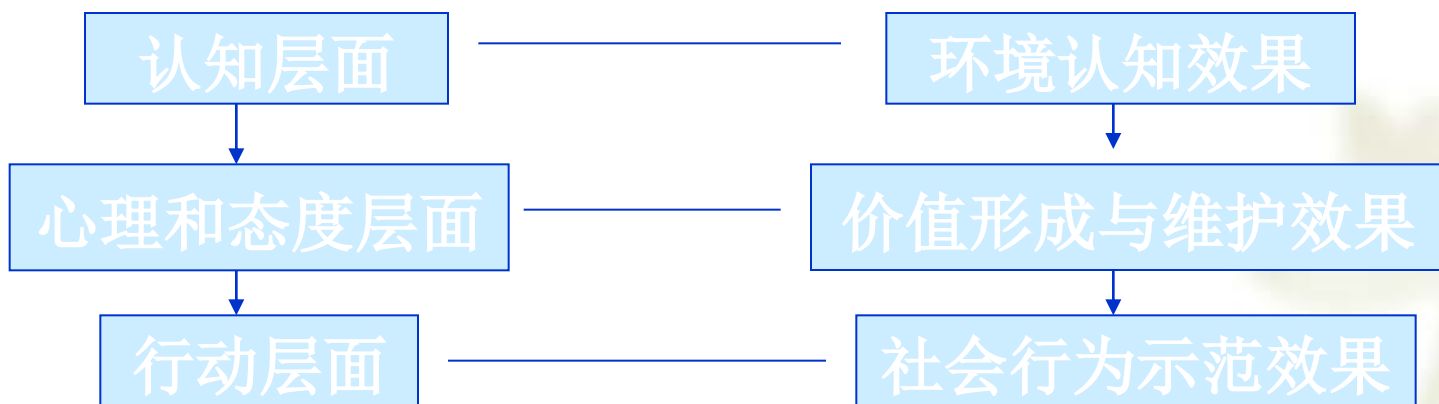 认知层面
环境认知效果
心理和态度层面
价值形成与维护效果
行动层面
社会行为示范效果